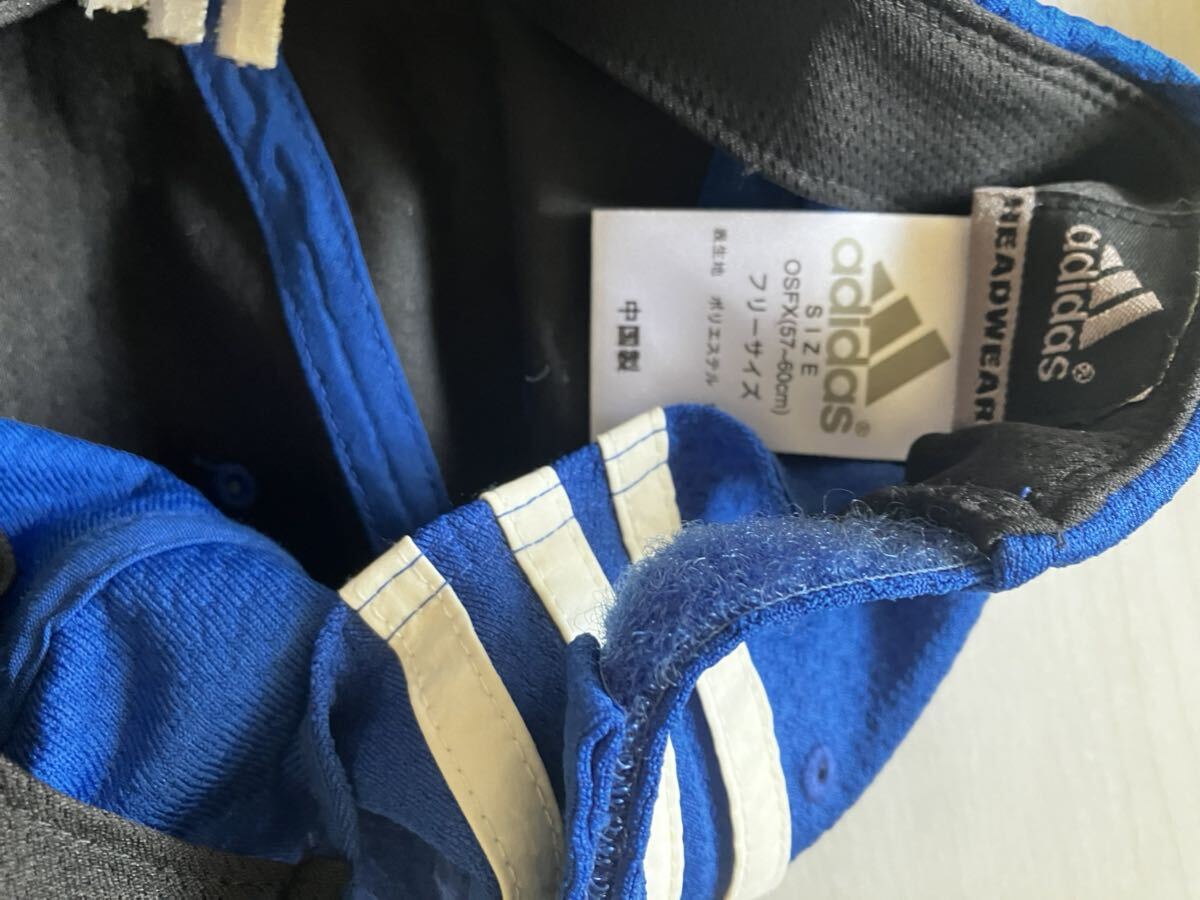 adidas®
HEADWEAR
adidas®
SIZE
OSFX(57~60cm)
フリーサイズ
表生地 ポリエステル
中国製